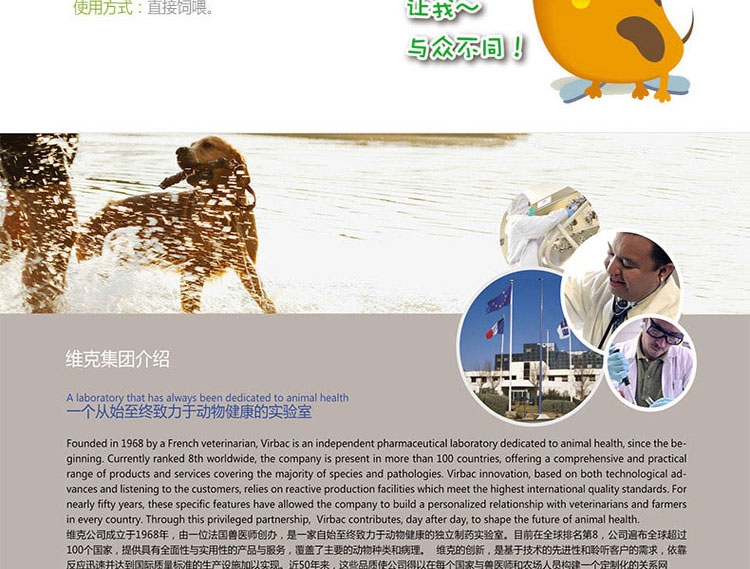 使用方式：直接饲喂。
让我～
与众不同！
维克集团介绍
A laboratory that has always been dedicated to animal health
一个从始至终致力于动物健康的实验室
Founded in 1968 by a French veterinarian, Virbac is an independent pharmaceutical laboratory dedicated to animal health, since the be-
ginning. Currently ranked 8th worldwide, the company is present in more than 100 countries, offering a comprehensive and practical
range of products and services covering the majority of species and pathologies. Virbac innovation, based on both technological ad-
vances and listening to the customers, relies on reactive production facilities which meet the highest international quality standards. For
nearly fifty years, these specific features have allowed the company to build a personalized relationship with veterinarians and farmers
in every country. Through this privileged partnership, Virbac contributes, day after day, to shape the future of animal health.
维克公司成立于1968年，由一位法国兽医师创办，是一家自始至终致力于动物健康的独立制药实验室。目前在全球排名第8，公司遍布全球超过
100个国家，提供具有全面性与实用性的产品与服务，覆盖了主要的动物种类和病理。 维克的创新，是基于技术的先进性和聆听客户的需求，依靠
反应迅速并达到国际质量标准的生产设施加以实现。近50年来，这些品质使公司得以在每个国家与兽医师和农场人员构建一个定制化的关系网